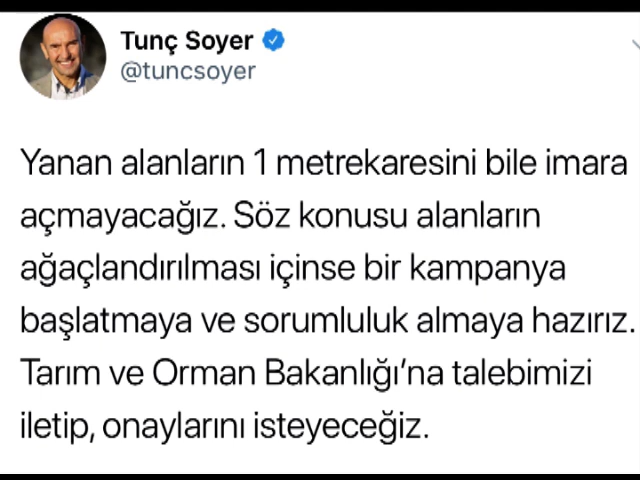 Tunç Soyer
@tuncsoyer
Yanan alanların 1 metrekaresini bile imara
açmayacağız. Söz konusu alanların
ağaçlandırılması içinse bir kampanya
başlatmaya ve sorumluluk almaya hazırız.
Tarım ve Orman Bakanlığı’na talebimizi
iletip, onaylarını isteyeceğiz.